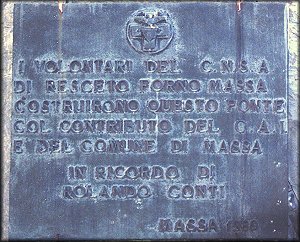 I VOLONTARI DEL C.N.S.A
DI RESCETO FORNO MASSA
COSTRUIRONO QUESTO PONTE
COL CONTRIBUTO DEL C.A.I
E DEL COMUNE DI MASSA
IN RICORDO DI
ROLANDO CONTI
MASSA